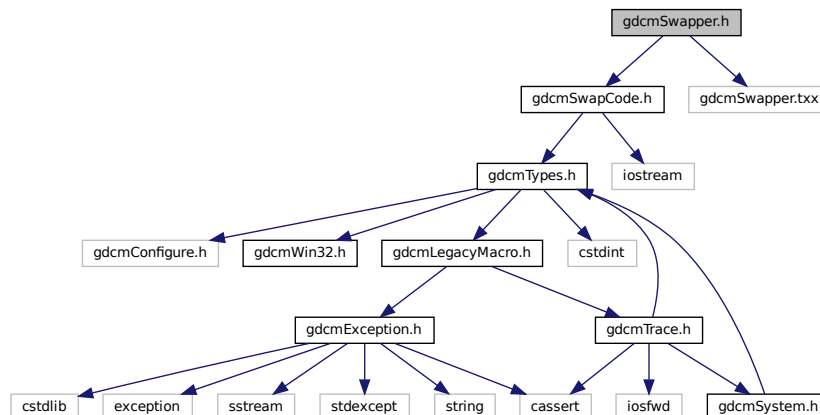 gdcmSwapper.h
gdcmSwapCode.h
gdcmSwapper.txx
gdcmTypes.h
iostream
gdcmConfigure.h
gdcmWin32.h
gdcmLegacyMacro.h
cstdint
gdcmException.h
gdcmTrace.h
cstdlib
exception
sstream
stdexcept
string
cassert
iosfwd
gdcmSystem.h